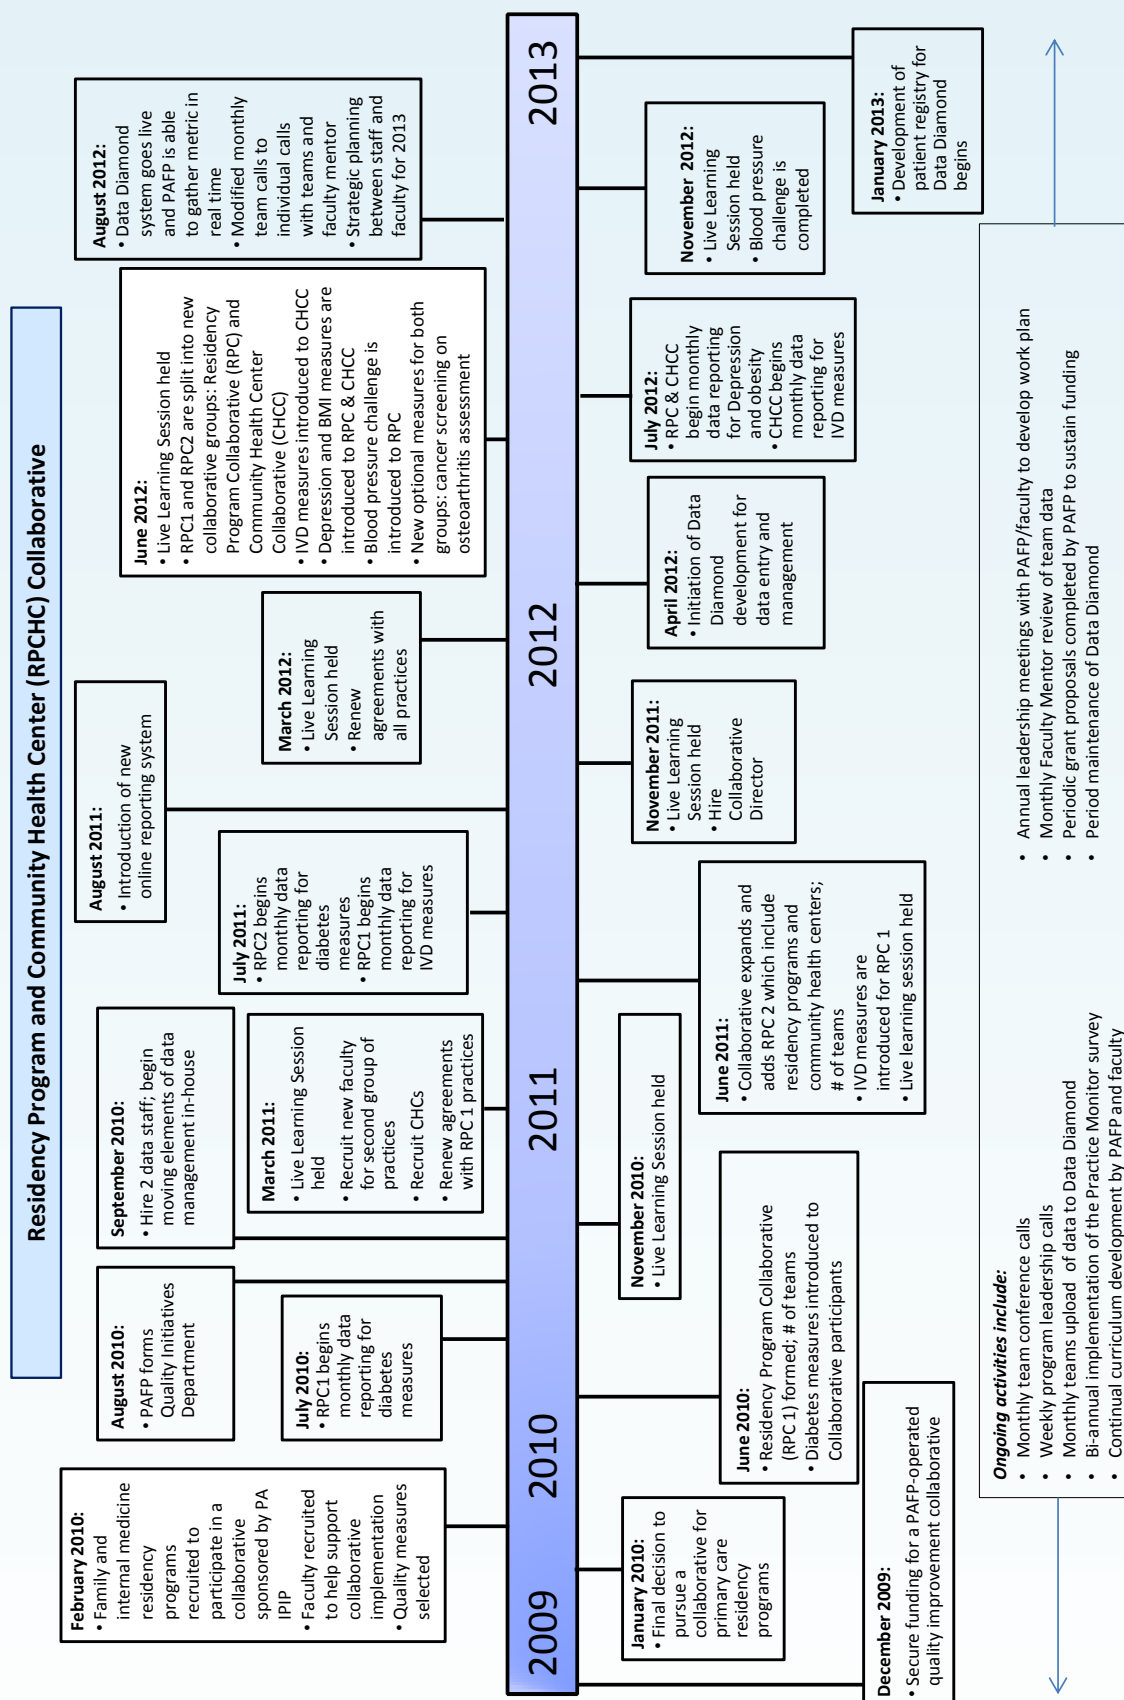 Residency Program and Community Health Center (RPCHC) Collaborative
February 2010:
• Family and
internal medicine
residency
programs
recruited to
participate in a
collaborative
sponsored by PA
IPIP
• Faculty recruited
to help support
collaborative
implementation
• Quality measures
selected
August 2010:
• PAFP forms
Quality Initiatives
Department
July 2010:
• RPC1 begins
monthly data
reporting for
diabetes
measures
September 2010:
• Hire 2 data staff; begin
moving elements of data
management in-house
March 2011:
• Live Learning Session
held
• Recruit new faculty
for second group of
practices
• Recruit CHCs
• Renew agreements
with RPC 1 practices
July 2011:
• RPC2 begins
monthly data
reporting for
diabetes
measures
• RPC1 begins
monthly data
reporting for
IVD measures
August 2011:
• Introduction of new
online reporting system
March 2012:
• Live Learning
Session held
• Renew
agreements with
all practices
June 2012:
• Live Learning Session held
• RPC1 and RPC2 are split into new
collaborative groups: Residency
Program Collaborative (RPC) and
Community Health Center
Collaborative (CHCC)
• IVD measures introduced to CHCC
• Depression and BMI measures are
introduced to RPC & CHCC
• Blood pressure challenge is
introduced to RPC
• New optional measures for both
groups: cancer screening on
osteoarthritis assessment
August 2012:
• Data Diamond
system goes live
and PAFP is able
to gather metric in
real time
• Modified monthly
team calls to
individual calls
with teams and
faculty mentor
• Strategic planning
between staff and
faculty for 2013
2009
2010
2011
2012
2013
December 2009:
• Secure funding for a PAFP-operated
quality improvement collaborative
January 2010:
• Final decision to
pursue a
collaborative for
primary care
residency
programs
June 2010:
• Residency Program Collaborative
(RPC 1) formed; # of teams
• Diabetes measures introduced to
Collaborative participants
November 2010:
• Live Learning Session held
June 2011:
• Collaborative expands and
adds RPC 2 which include
residency programs and
community health centers;
# of teams
• IVD measures are
introduced for RPC 1
• Live learning session held
November 2011:
• Live Learning
Session held
• Hire
Collaborative
Director
April 2012:
• Initiation of Data
Diamond
development for
data entry and
management
July 2012:
• RPC & CHCC
begin monthly
data reporting
for Depression
and obesity
• CHCC begins
monthly data
reporting for
IVD measures
November 2012:
• Live Learning
Session held
• Blood pressure
challenge is
completed
January 2013:
• Development of
patient registry for
Data Diamond
begins
Ongoing activities include:
• Monthly team conference calls
• Weekly program leadership calls
• Monthly teams upload of data to Data Diamond
• Bi-annual implementation of the Practice Monitor survey
• Continual curriculum development by PAFP and faculty
• Annual leadership meetings with PAFP/faculty to develop work plan
• Monthly Faculty Mentor review of team data
• Periodic grant proposals completed by PAFP to sustain funding
• Period maintenance of Data Diamond